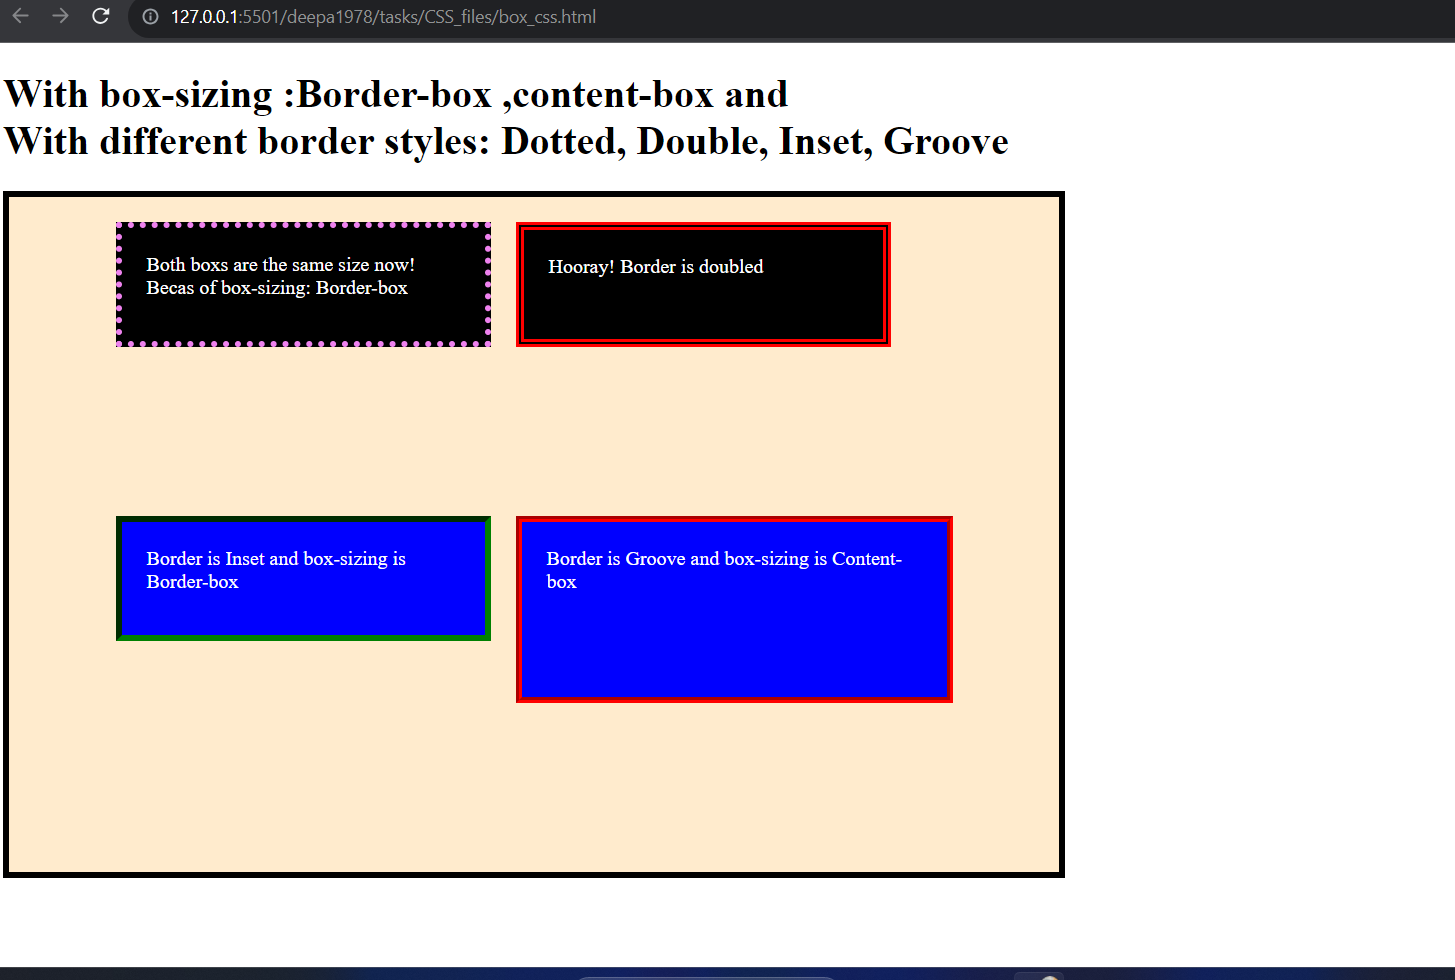 127.0.0.1:5501/deepa1978/tasks/CSS_files/box_css.html
With box-sizing :Border-box ,content-box and
With different border styles: Dotted, Double, Inset, Groove
Both boxs are the same size now!
Becas of box-sizing: Border-box
Hooray! Border is doubled
Border is Inset and box-sizing is
Border-box
Border is Groove and box-sizing is Content-
box